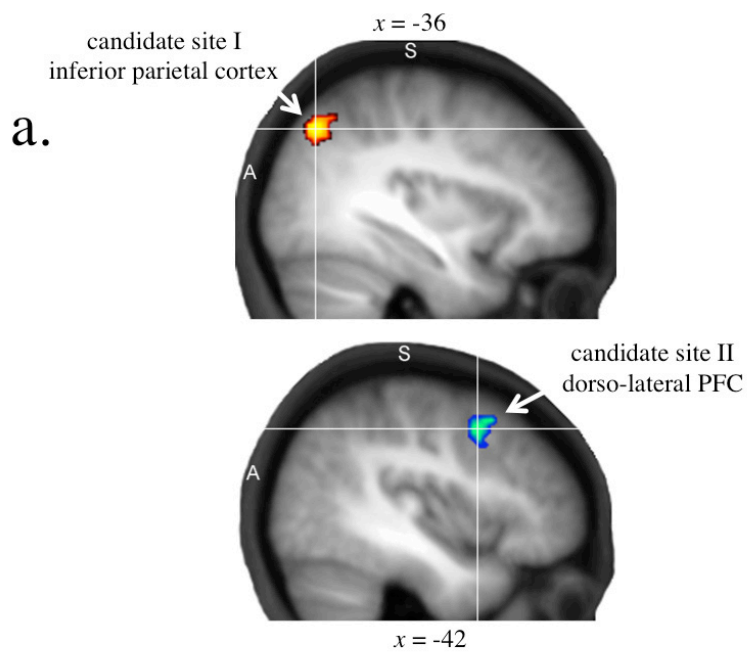 x = -36
candidate site I
inferior parietal cortex
S
a.
A
candidate site II
dorso-lateral PFC
S
A
x = -42